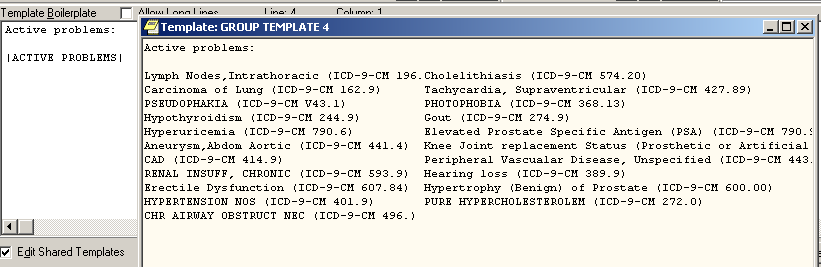 Template Boilerplate Allow Long Lines Line: 4 Column: 1
Template: GROUP TEMPLATE 4
Active problems:
|ACTIVE PROBLEMS|
Active problems:
Lymph Nodes,Intrathoracic (ICD-9-CM 196. Cholelithiasis (ICD-9-CM 574.20)
Carcinoma of Lung (ICD-9-CM 162.9) Tachycardia, Supraventricular (ICD-9-CM 427.89)
PSEUDOPHAKIA (ICD-9-CM V43.1) PHOTOPHOBIA (ICD-9-CM 368.13)
Hypothyroidism (ICD-9-CM 244.9) Gout (ICD-9-CM 274.9)
Hyperuricemia (ICD-9-CM 790.6) Elevated Prostate Specific Antigen (PSA) (ICD-9-CM 790.9
Aneurysm,Abdom Aortic (ICD-9-CM 441.4) Knee Joint replacement Status (Prosthetic or Artificial
CAD (ICD-9-CM 414.9) Peripheral Vascular Disease, Unspecified (ICD-9-CM 443.
RENAL INSUFF, CHRONIC (ICD-9-CM 593.9) Hearing loss (ICD-9-CM 389.9)
Erectile Dysfunction (ICD-9-CM 607.84) Hypertrophy (Benign) of Prostate (ICD-9-CM 600.00)
HYPERTENSION NOS (ICD-9-CM 401.9) PURE HYPERCHOLESTEROLEM (ICD-9-CM 272.0)
CHR AIRWAY OBSTRUCT NEC (ICD-9-CM 496.)
Edit Shared Templates